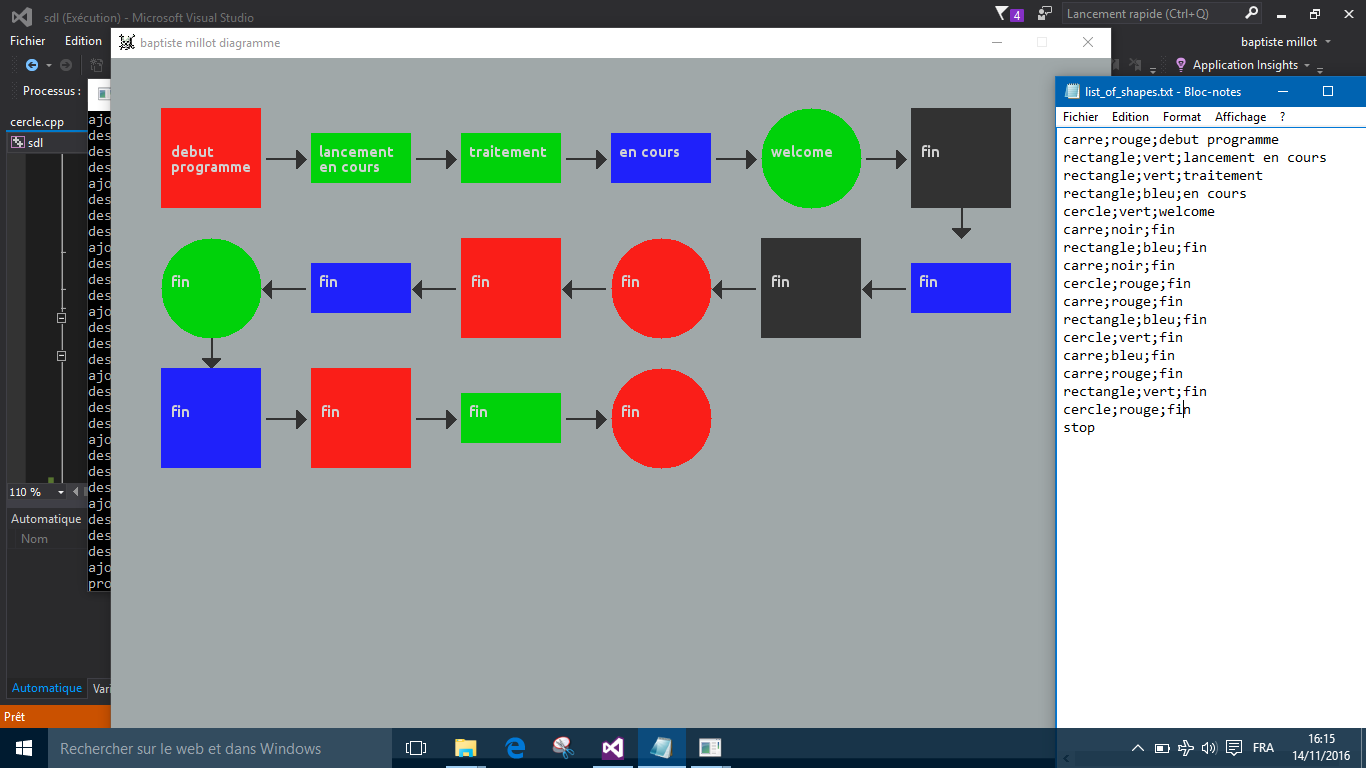 sdl (Exécution) - Microsoft Visual Studio
4
Lancement rapide (Ctrl+Q)
Fichier Edition
baptiste millot
Application Insights
Processus :
cercle.cpp
sdl
110 %
Automatique
Nom
Automatique
Prêt
ajo
des
des
des
ajo
des
des
des
ajo
des
des
des
ajo
des
des
des
ajo
des
des
des
ajo
des
des
des
ajo
des
des
des
ajo
pro
baptiste millot diagramme
debut
programme
lancement
en cours
traitement
en cours
welcome
fin
fin
fin
fin
fin
fin
fin
fin
fin
fin
fin
list_of_shapes.txt - Bloc-notes
Fichier Edition Format Affichage ?
carre;rouge;debut programme
rectangle;vert;lancement en cours
rectangle;vert;traitement
rectangle;bleu;en cours
cercle;vert;welcome
carre;noir;fin
rectangle;bleu;fin
carre;noir;fin
cercle;rouge;fin
carre;rouge;fin
rectangle;bleu;fin
cercle;vert;fin
carre;bleu;fin
carre;rouge;fin
rectangle;vert;fin
cercle;rouge;fin
stop
Rechercher sur le web et dans Windows
FRA
16:15
14/11/2016